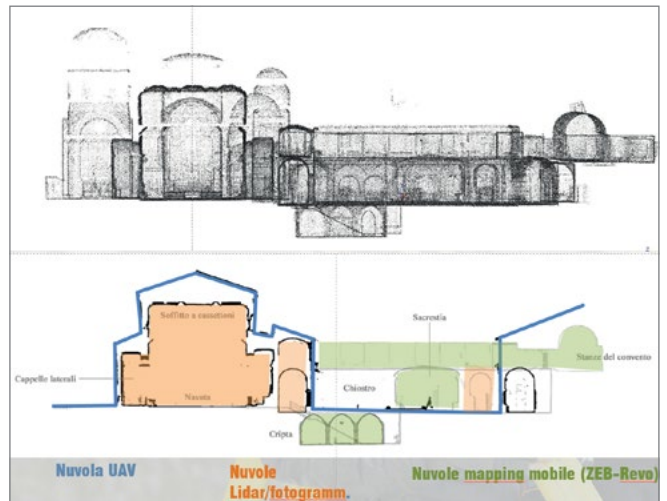 z
Soffitto a cassettoni
Sacrestia
Stanze del convento
Cappelle laterali
Navata
Chiostro
Cripta
Nuvola UAV
Nuvole
Lidar/fotogramm.
Nuvole mapping mobile (ZEB-Revo)